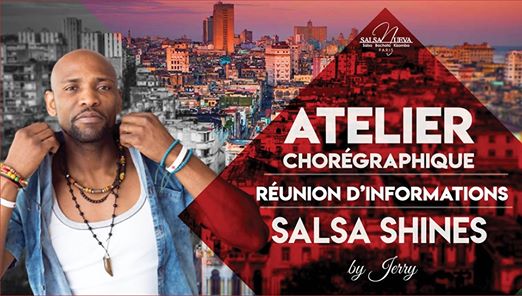 SALSA NUEVA
Salsa Bachata Kizomba
PARIS
ATELIER
CHORÉGRAPHIQUE
RÉUNION D'INFORMATIONS
SALSA SHINES
by Jerry